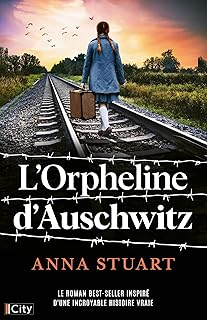 L'Orpheline
d'Auschwitz
ANNA STUART
LE ROMAN BEST-SELLER INSPIRÉ
D'UNE INCROYABLE HISTOIRE VRAIE
City